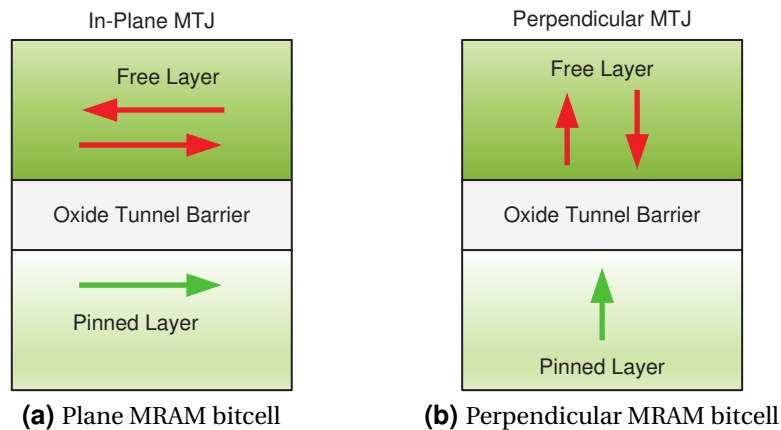 In-Plane MTJ
Free Layer
Oxide Tunnel Barrier
Pinned Layer
(a) Plane MRAM bitcell
Perpendicular MTJ
Free Layer
Oxide Tunnel Barrier
Pinned Layer
(b) Perpendicular MRAM bitcell